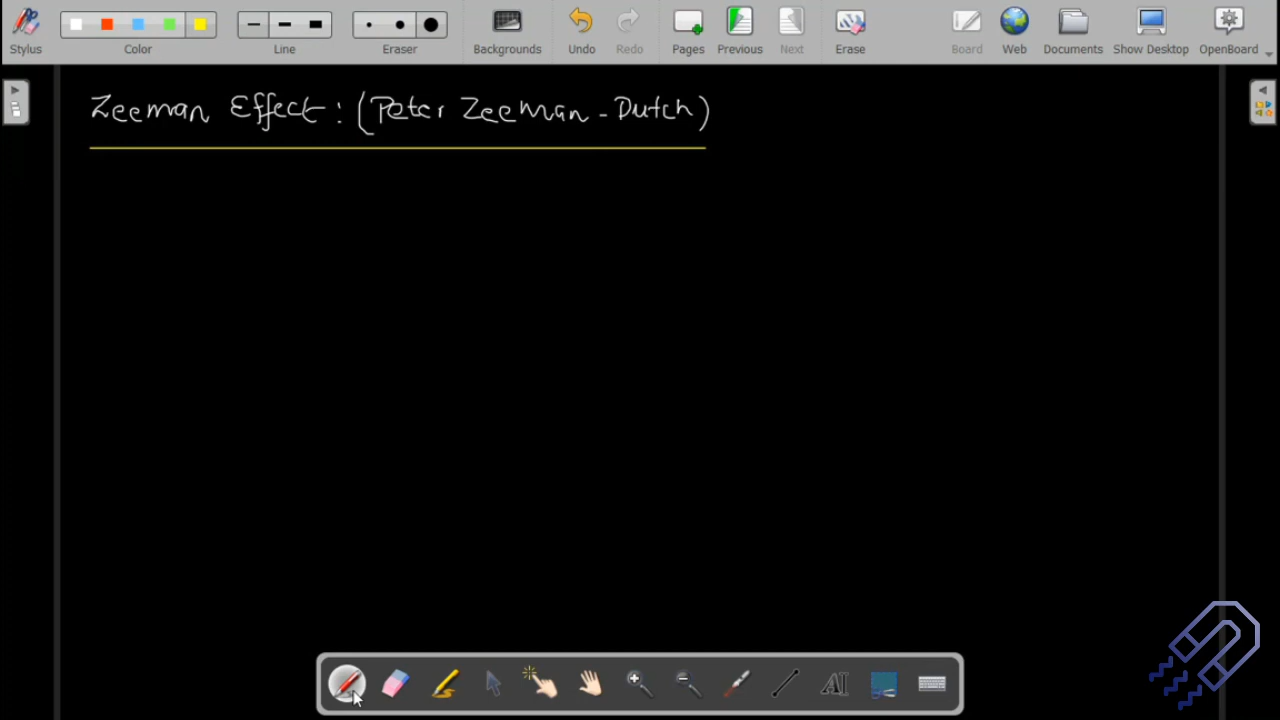 Stylus Color Line Eraser Backgrounds Undo Redo Pages Previous Next Erase Board Web Documents Show Desktop OpenBoard
Zeeman Effect : (Peter Zeeman - Dutch)
AI